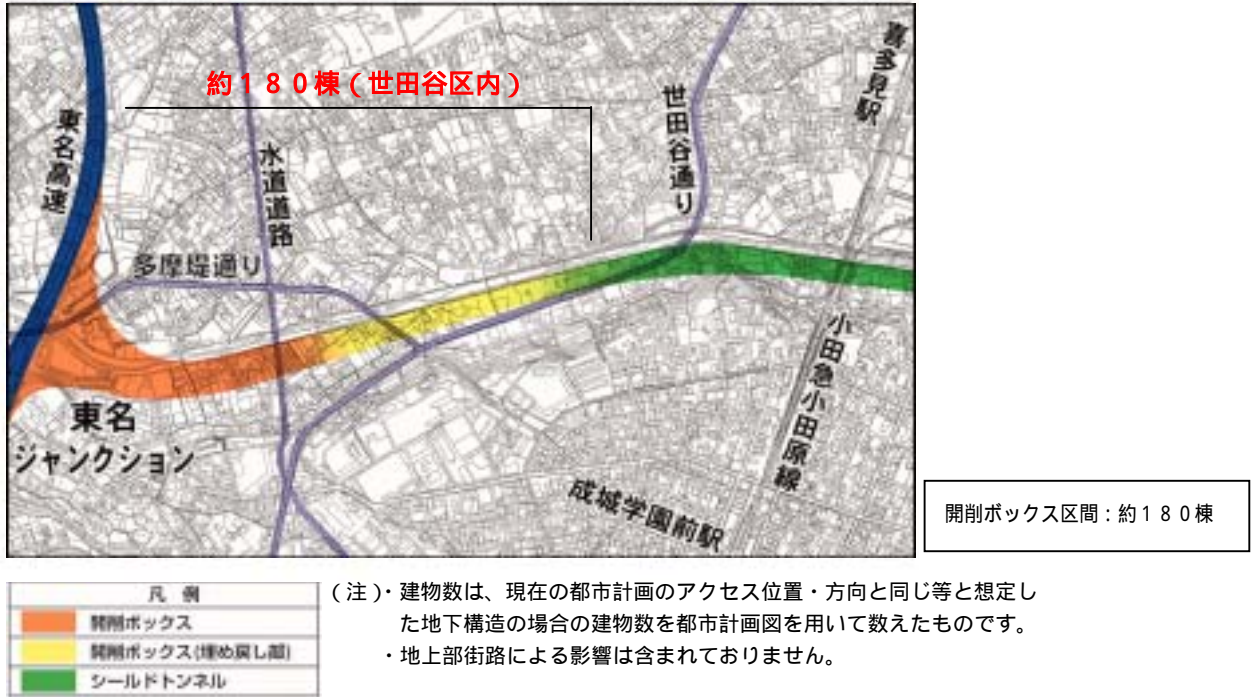 約１８０棟（世田谷区内）
東名高速
水道道路
世田谷通り
喜多見駅
多摩堤通り
東名
ジャンクション
小田急小田原線
成城学園前駅
開削ボックス区間：約１８０棟
凡 例
開削ボックス
開削ボックス(埋め戻し部)
シールドトンネル
（注）・建物数は、現在の都市計画のアクセス位置・方向と同じ等と想定し
た地下構造の場合の建物数を都市計画図を用いて数えたものです。
・地上部街路による影響は含まれておりません。